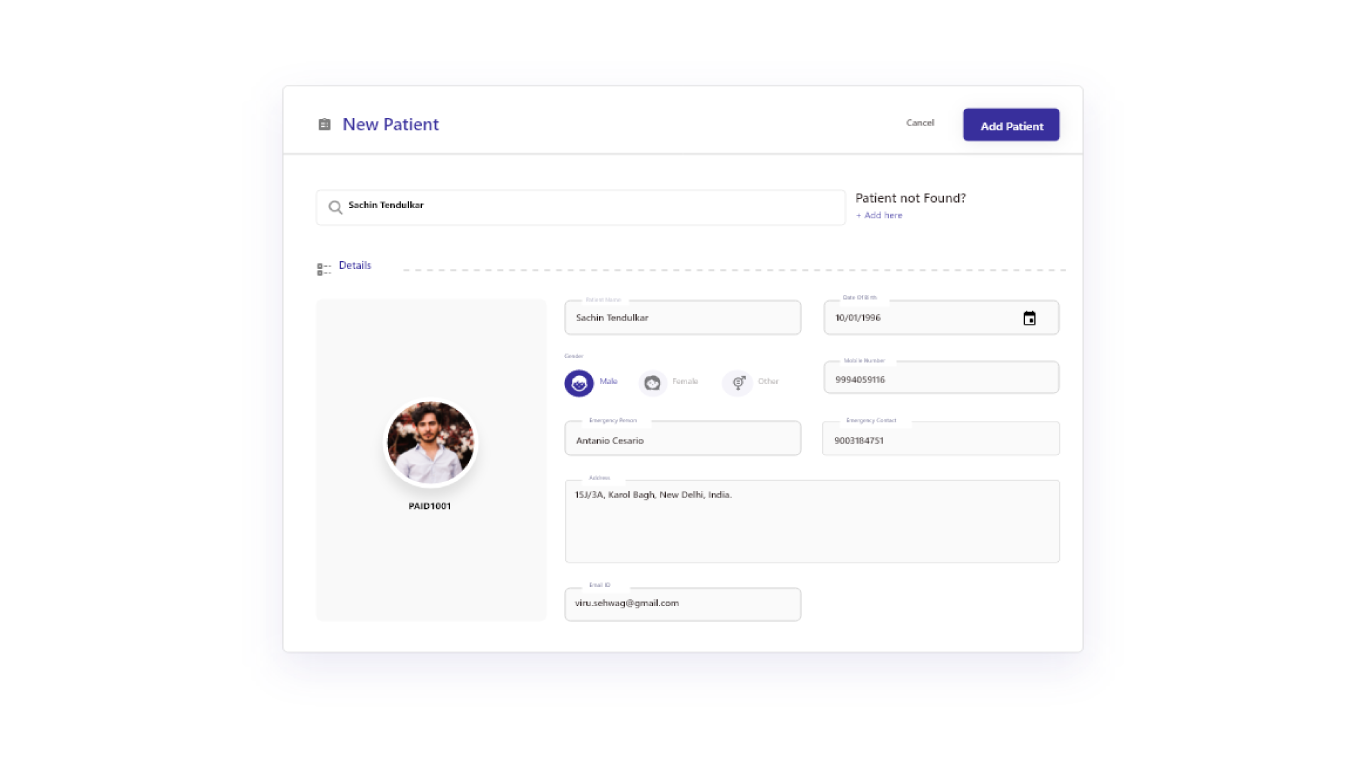 New Patient
Cancel
Add Patient
Sachin Tendulkar
Patient not Found?
+ Add here
Details
Patient Name
Sachin Tendulkar
Date Of Birth
10/01/1996
Gender
Male
Female
Other
Mobile Number
9994059116
Emergency Person
Antanio Cesario
Emergency Contact
9003184751
PAID1001
Address
15J/3A, Karol Bagh, New Delhi, India.
Email ID
viru.sehwag@gmail.com